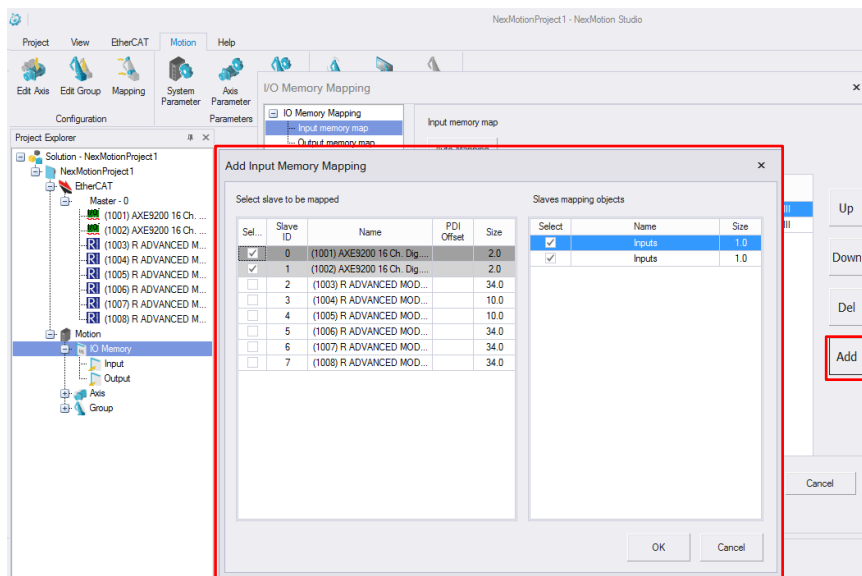 NexMotionProject1 - NexMotion Studio
Project View EtherCAT Motion Help
Edit Axis Edit Group Mapping System Parameter Axis Parameter
Configuration Parameters
I/O Memory Mapping
IO Memory Mapping
Input memory map
Output memory map
Input memory map
Project Explorer
Solution - NexMotionProject1
NexMotionProject1
EtherCAT
Master - 0
(1001) AXE9200 16 Ch. ...
(1002) AXE9200 16 Ch. ...
(1003) R ADVANCED M...
(1004) R ADVANCED M...
(1005) R ADVANCED M...
(1006) R ADVANCED M...
(1007) R ADVANCED M...
(1008) R ADVANCED M...
Motion
IO Memory
Input
Output
Axis
Group
Add Input Memory Mapping
Select slave to be mapped
Sel... Slave ID Name PDI Offset Size
0 (1001) AXE9200 16 Ch. Dig.... 2.0
1 (1002) AXE9200 16 Ch. Dig.... 2.0
2 (1003) R ADVANCED MOD... 34.0
3 (1004) R ADVANCED MOD... 10.0
4 (1005) R ADVANCED MOD... 10.0
5 (1006) R ADVANCED MOD... 34.0
6 (1007) R ADVANCED MOD... 34.0
7 (1008) R ADVANCED MOD... 34.0
Slaves mapping objects
Select Name Size
Inputs 1.0
Inputs 1.0
OK Cancel
Up
Down
Del
Add
Cancel